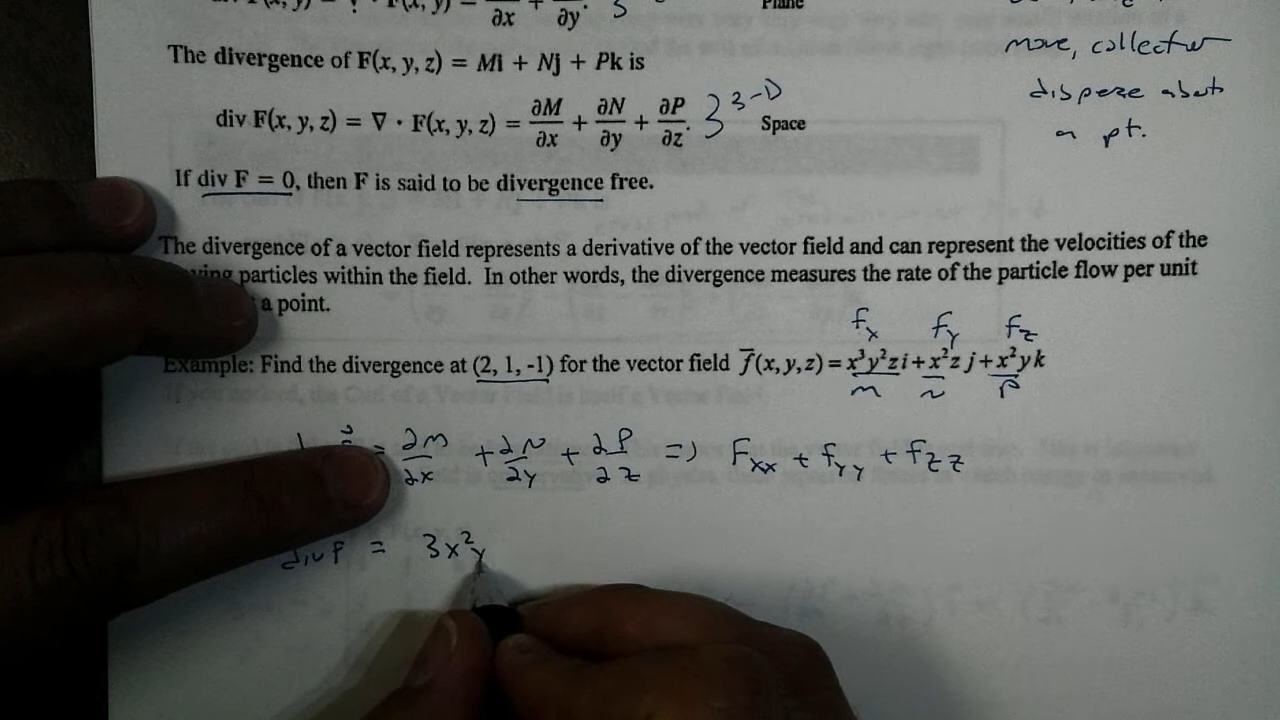 ∂x ∂y. Plane
The divergence of F(x, y, z) = Mi + Nj + Pk is
move, collect or
disperse about
a pt.
div F(x, y, z) = ∇ · F(x, y, z) = ∂M/∂x + ∂N/∂y + ∂P/∂z. } 3-D Space
If div F = 0, then F is said to be divergence free.
The divergence of a vector field represents a derivative of the vector field and can represent the velocities of the
particles within the field. In other words, the divergence measures the rate of the particle flow per unit
a point.
fx fy fz
Example: Find the divergence at (2, 1, -1) for the vector field f̄(x,y,z) = x³y²zi + x²z j + x²yk
M N P
= ∂M/∂x + ∂N/∂y + ∂P/∂z => Fxx + fyy + fzz
div F = 3x²y